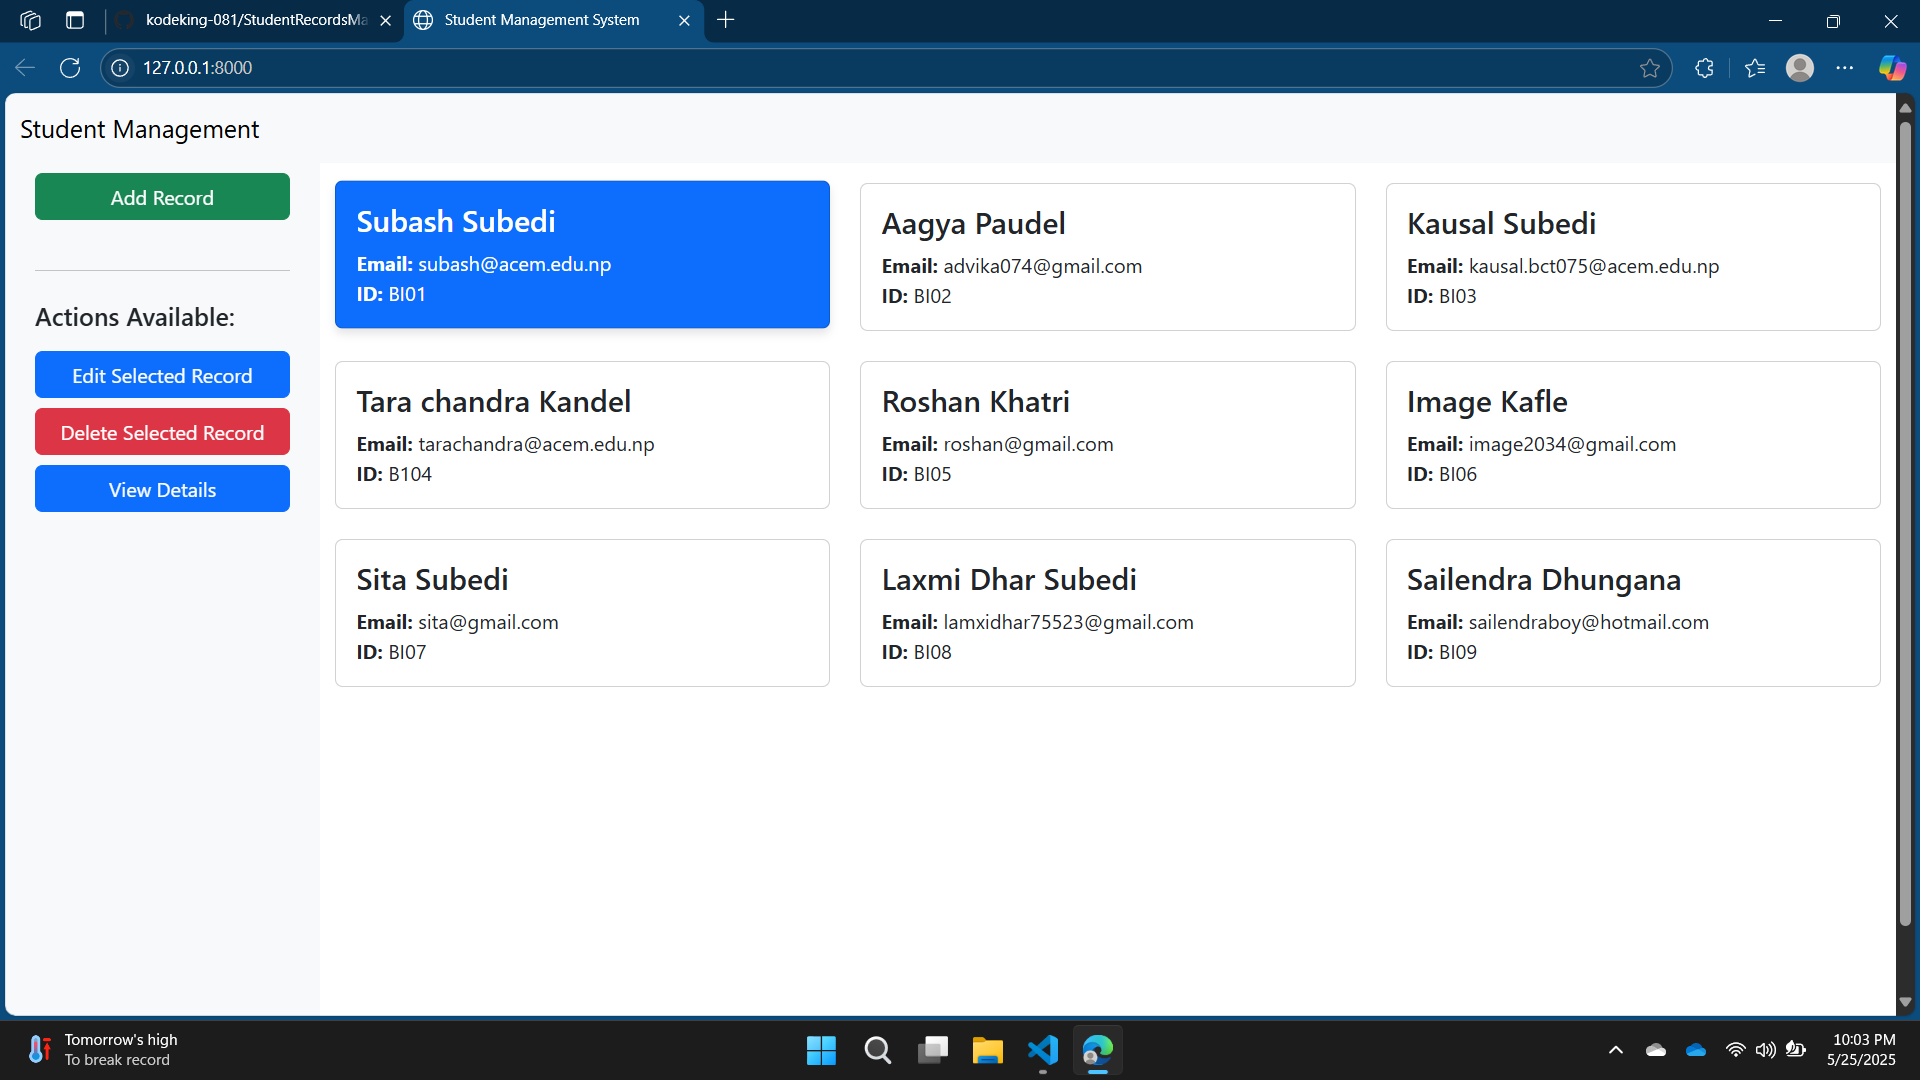 kodeking-081/StudentRecordsMa
Student Management System
127.0.0.1:8000
Student Management
Add Record
Actions Available:
Edit Selected Record
Delete Selected Record
View Details
Subash Subedi
Email: subash@acem.edu.np
ID: BI01
Aagya Paudel
Email: advika074@gmail.com
ID: BI02
Kausal Subedi
Email: kausal.bct075@acem.edu.np
ID: BI03
Tara chandra Kandel
Email: tarachandra@acem.edu.np
ID: B104
Roshan Khatri
Email: roshan@gmail.com
ID: BI05
Image Kafle
Email: image2034@gmail.com
ID: BI06
Sita Subedi
Email: sita@gmail.com
ID: BI07
Laxmi Dhar Subedi
Email: lamxidhar75523@gmail.com
ID: BI08
Sailendra Dhungana
Email: sailendraboy@hotmail.com
ID: BI09
Tomorrow's high
To break record
10:03 PM
5/25/2025